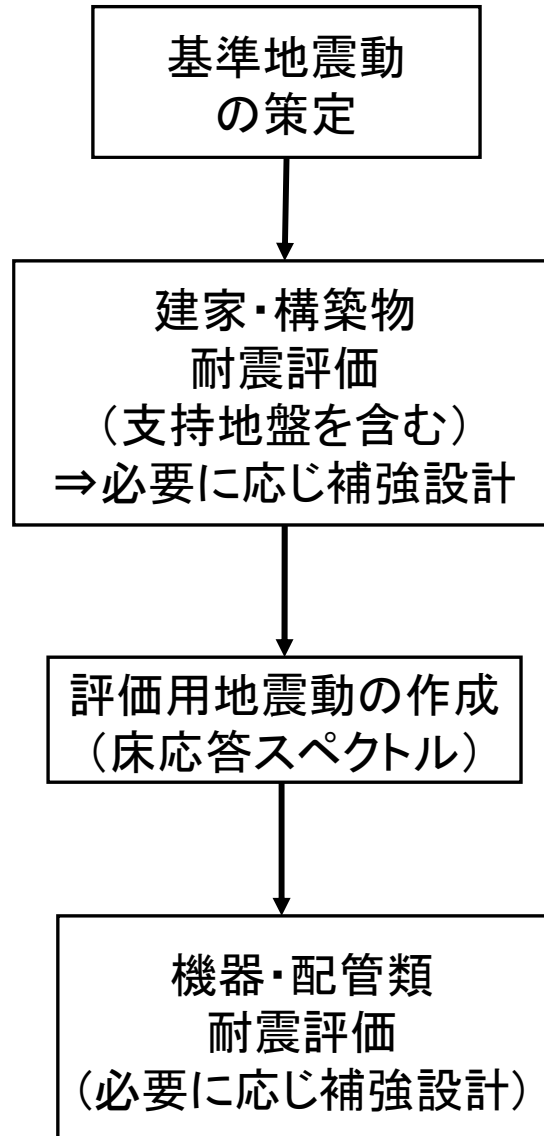 基準地震動
の策定
建家・構築物
耐震評価
（支持地盤を含む）
⇒必要に応じ補強設計
評価用地震動の作成
（床応答スペクトル）
機器・配管類
耐震評価
（必要に応じ補強設計）